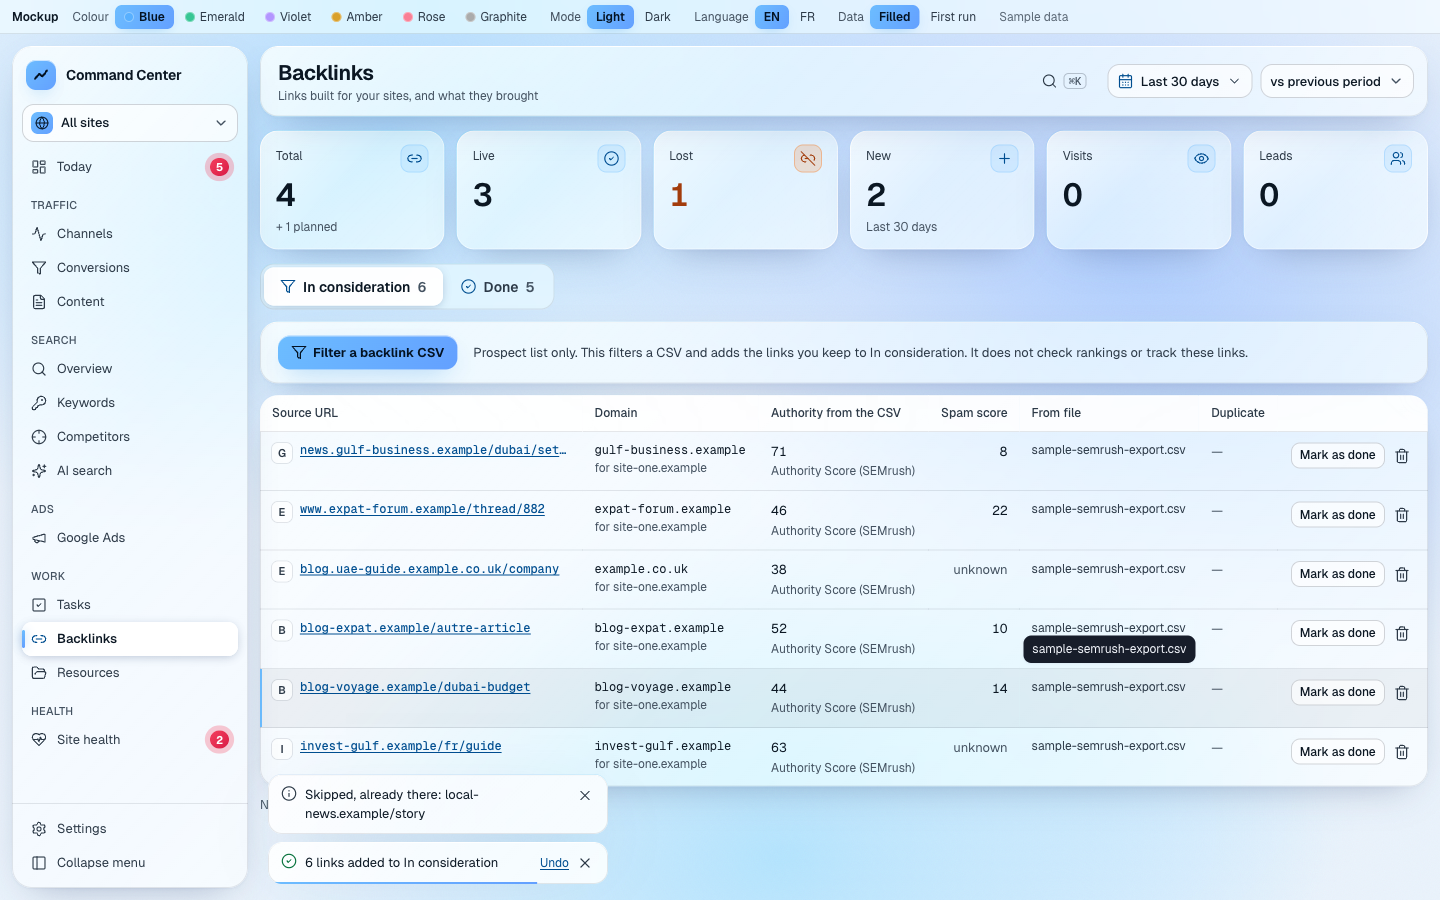 Mockup Colour Blue Emerald Violet Amber Rose Graphite Mode Light Dark Language EN FR Data Filled First run Sample data
Command Center
All sites
Today 5
TRAFFIC
Channels
Conversions
Content
SEARCH
Overview
Keywords
Competitors
AI search
ADS
Google Ads
WORK
Tasks
Backlinks
Resources
HEALTH
Site health 2
Settings
Collapse menu
Backlinks
Links built for your sites, and what they brought
⌘K Last 30 days vs previous period
Total
4
+ 1 planned
Live
3
Lost
1
New
2
Last 30 days
Visits
0
Leads
0
In consideration 6 Done 5
Filter a backlink CSV Prospect list only. This filters a CSV and adds the links you keep to In consideration. It does not check rankings or track these links.
Source URL Domain Authority from the CSV Spam score From file Duplicate
G news.gulf-business.example/dubai/set… gulf-business.example 71 8 sample-semrush-export.csv — Mark as done
for site-one.example Authority Score (SEMrush)
E www.expat-forum.example/thread/882 expat-forum.example 46 22 sample-semrush-export.csv — Mark as done
for site-one.example Authority Score (SEMrush)
E blog.uae-guide.example.co.uk/company example.co.uk 38 unknown sample-semrush-export.csv — Mark as done
for site-one.example Authority Score (SEMrush)
B blog-expat.example/autre-article blog-expat.example 52 10 sample-semrush-export.csv — Mark as done
for site-one.example Authority Score (SEMrush) sample-semrush-export.csv
B blog-voyage.example/dubai-budget blog-voyage.example 44 14 sample-semrush-export.csv — Mark as done
for site-one.example Authority Score (SEMrush)
I invest-gulf.example/fr/guide invest-gulf.example 63 unknown sample-semrush-export.csv — Mark as done
for site-one.example Authority Score (SEMrush)
Skipped, already there: local-
news.example/story
6 links added to In consideration Undo